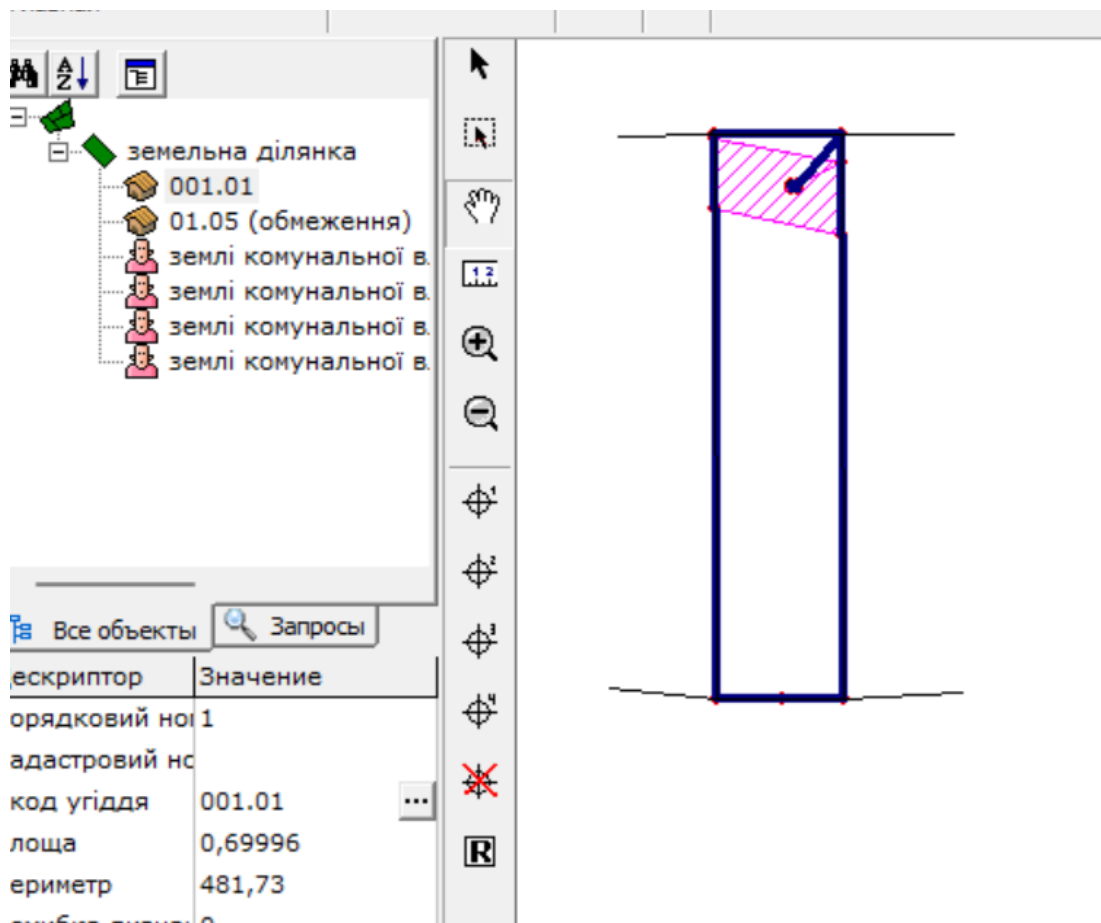 земельна ділянка
001.01
01.05 (обмеження)
землі комунальної в.
землі комунальної в.
землі комунальної в.
землі комунальної в.
Все объекты
Запросы
ескриптор Значение
орядковий но 1
адастровий но
код угіддя 001.01 ...
лоща 0,69996
ериметр 481,73